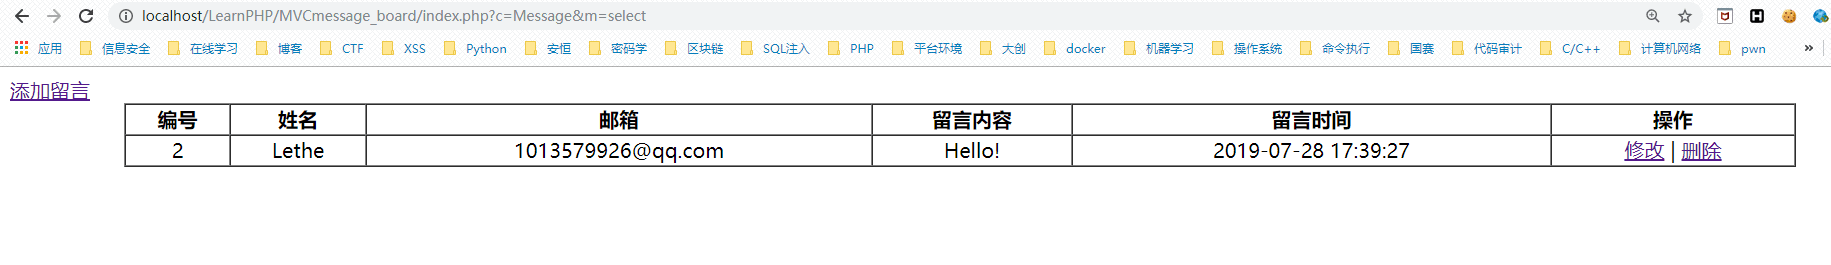 localhost/LearnPHP/MVCmessage_board/index.php?c=Message&m=select
应用 信息安全 在线学习 博客 CTF XSS Python 安恒 密码学 区块链 SQL注入 PHP 平台环境 大创 docker 机器学习 操作系统 命令执行 国赛 代码审计 C/C++ 计算机网络 pwn »
添加留言
编号 姓名 邮箱 留言内容 留言时间 操作
2 Lethe 1013579926@qq.com Hello! 2019-07-28 17:39:27 修改 | 删除